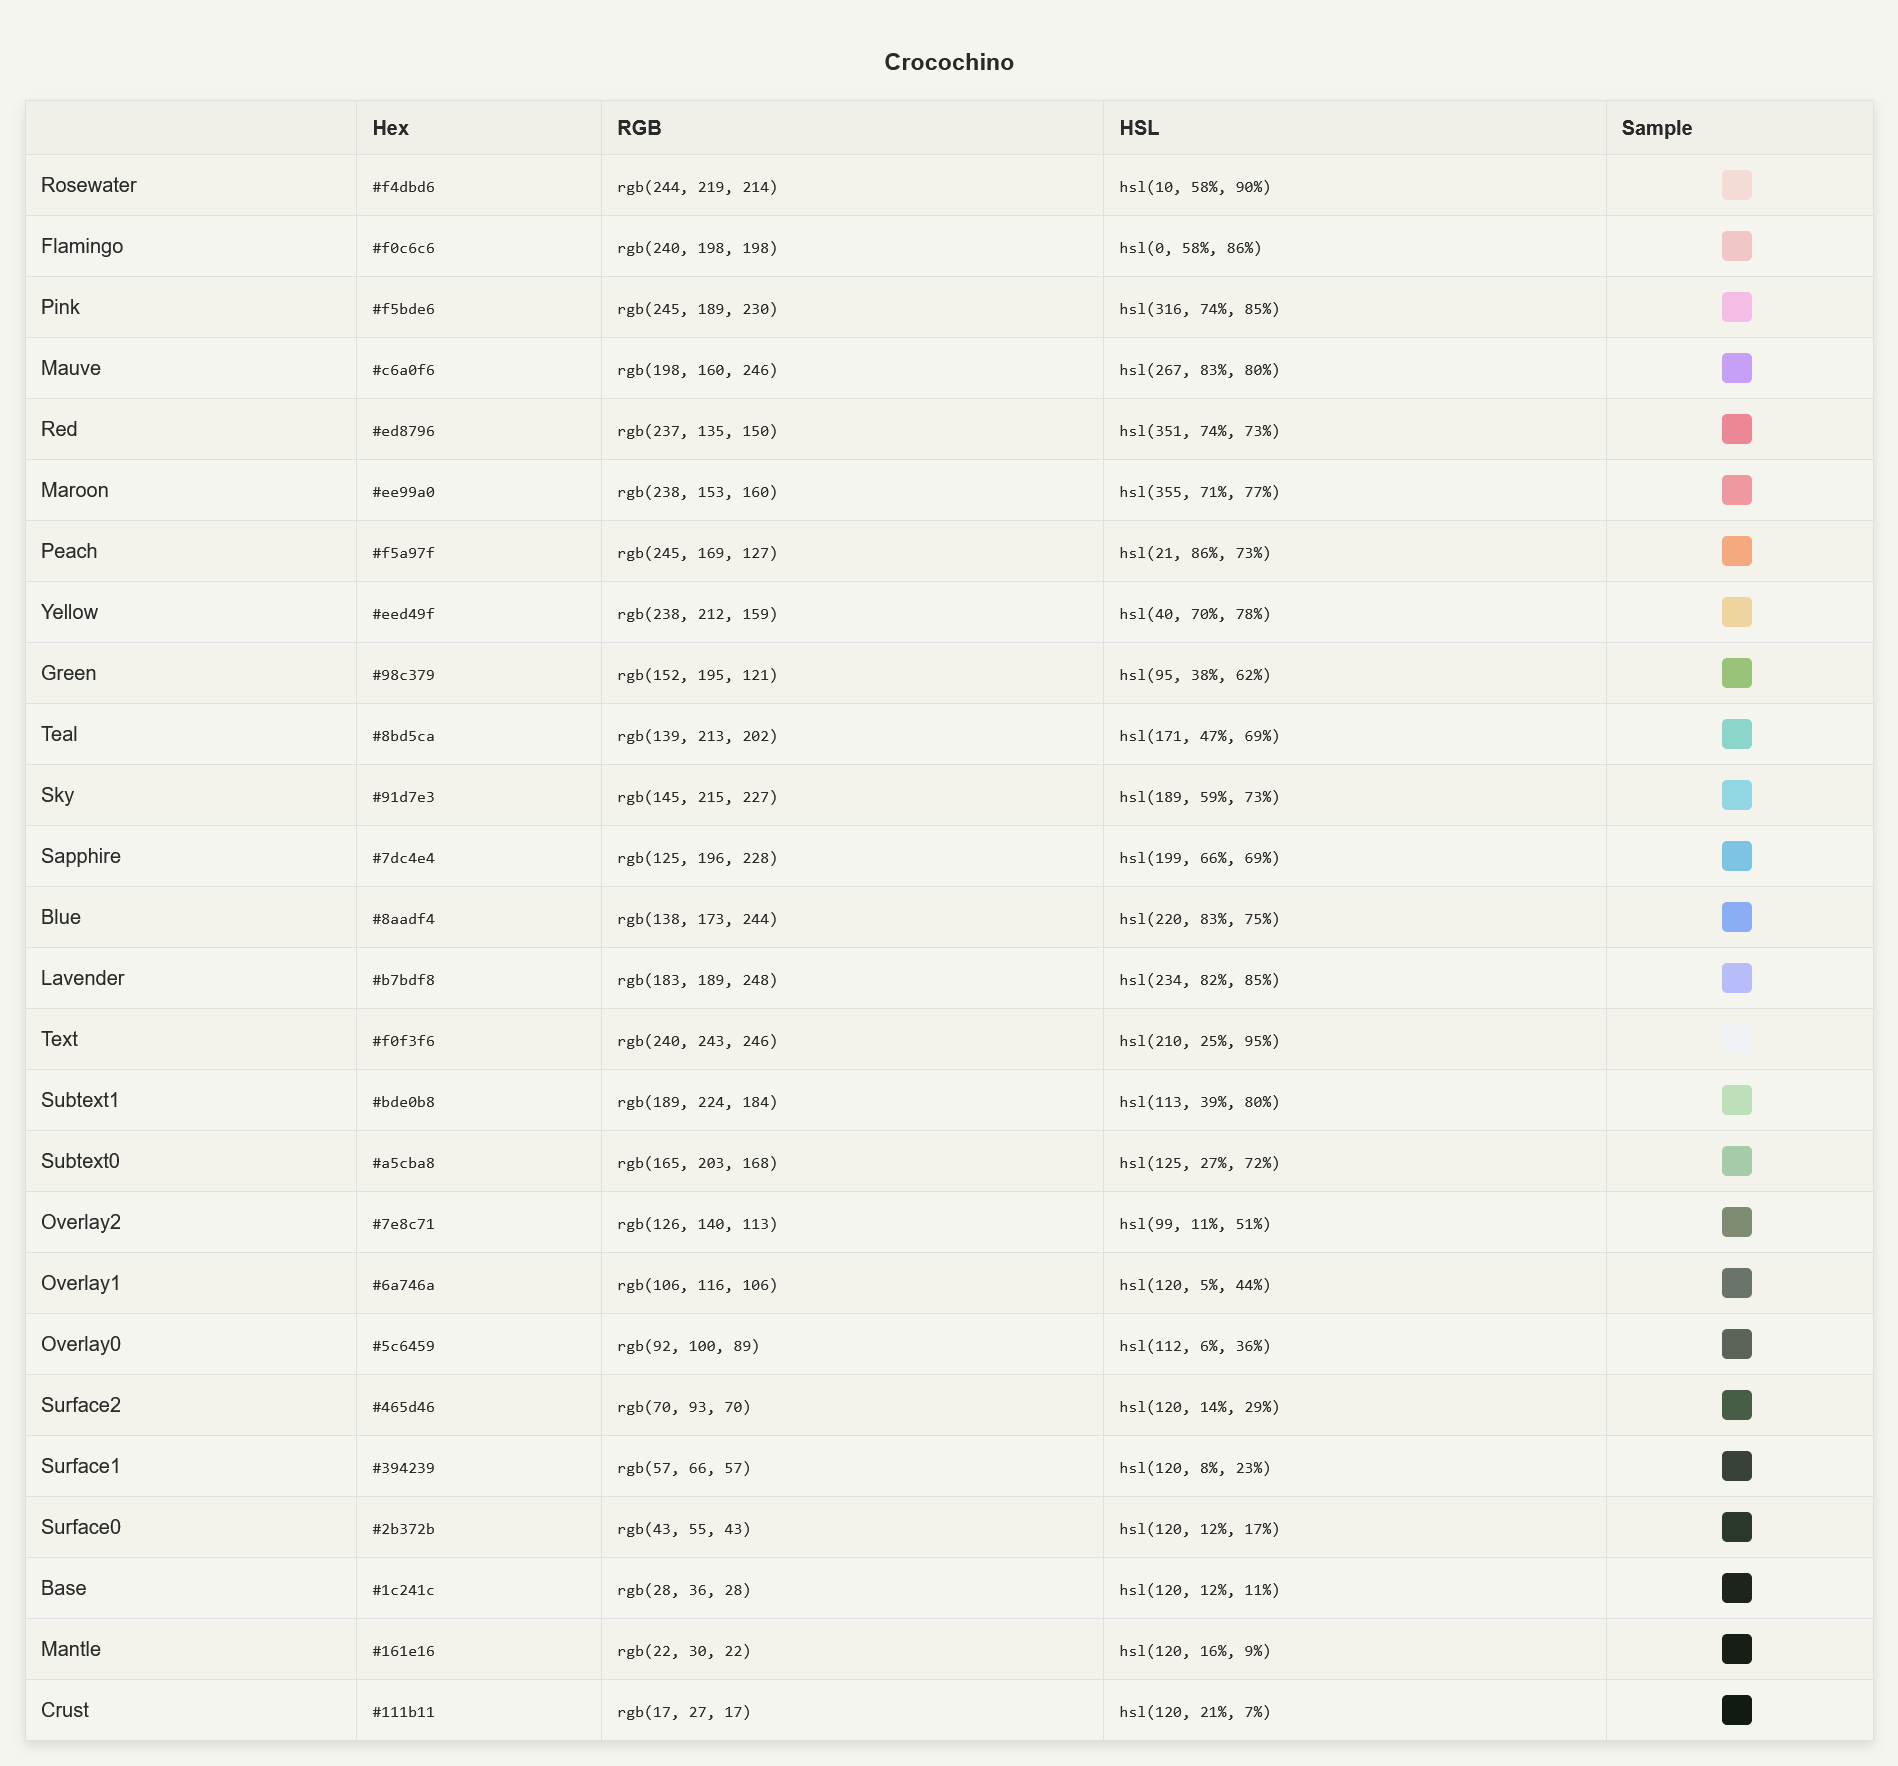 Crocochino
Hex RGB HSL Sample
Rosewater #f4dbd6 rgb(244, 219, 214) hsl(10, 58%, 90%)
Flamingo #f0c6c6 rgb(240, 198, 198) hsl(0, 58%, 86%)
Pink #f5bde6 rgb(245, 189, 230) hsl(316, 74%, 85%)
Mauve #c6a0f6 rgb(198, 160, 246) hsl(267, 83%, 80%)
Red #ed8796 rgb(237, 135, 150) hsl(351, 74%, 73%)
Maroon #ee99a0 rgb(238, 153, 160) hsl(355, 71%, 77%)
Peach #f5a97f rgb(245, 169, 127) hsl(21, 86%, 73%)
Yellow #eed49f rgb(238, 212, 159) hsl(40, 70%, 78%)
Green #98c379 rgb(152, 195, 121) hsl(95, 38%, 62%)
Teal #8bd5ca rgb(139, 213, 202) hsl(171, 47%, 69%)
Sky #91d7e3 rgb(145, 215, 227) hsl(189, 59%, 73%)
Sapphire #7dc4e4 rgb(125, 196, 228) hsl(199, 66%, 69%)
Blue #8aadf4 rgb(138, 173, 244) hsl(220, 83%, 75%)
Lavender #b7bdf8 rgb(183, 189, 248) hsl(234, 82%, 85%)
Text #f0f3f6 rgb(240, 243, 246) hsl(210, 25%, 95%)
Subtext1 #bde0b8 rgb(189, 224, 184) hsl(113, 39%, 80%)
Subtext0 #a5cba8 rgb(165, 203, 168) hsl(125, 27%, 72%)
Overlay2 #7e8c71 rgb(126, 140, 113) hsl(99, 11%, 51%)
Overlay1 #6a746a rgb(106, 116, 106) hsl(120, 5%, 44%)
Overlay0 #5c6459 rgb(92, 100, 89) hsl(112, 6%, 36%)
Surface2 #465d46 rgb(70, 93, 70) hsl(120, 14%, 29%)
Surface1 #394239 rgb(57, 66, 57) hsl(120, 8%, 23%)
Surface0 #2b372b rgb(43, 55, 43) hsl(120, 12%, 17%)
Base #1c241c rgb(28, 36, 28) hsl(120, 12%, 11%)
Mantle #161e16 rgb(22, 30, 22) hsl(120, 16%, 9%)
Crust #111b11 rgb(17, 27, 17) hsl(120, 21%, 7%)